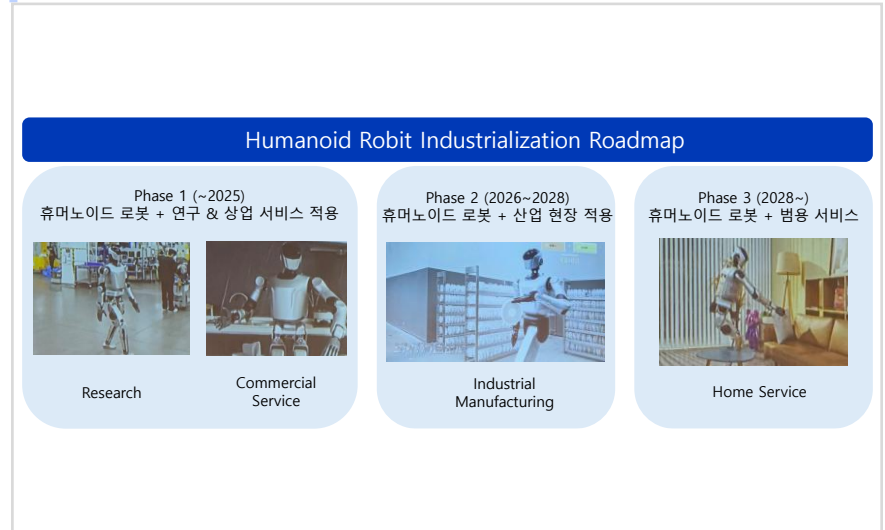 Humanoid Robit Industrialization Roadmap
Phase 1 (~2025)
휴머노이드 로봇 + 연구 & 상업 서비스 적용
Research
Commercial
Service
Phase 2 (2026~2028)
휴머노이드 로봇 + 산업 현장 적용
Industrial
Manufacturing
Phase 3 (2028~)
휴머노이드 로봇 + 범용 서비스
Home Service